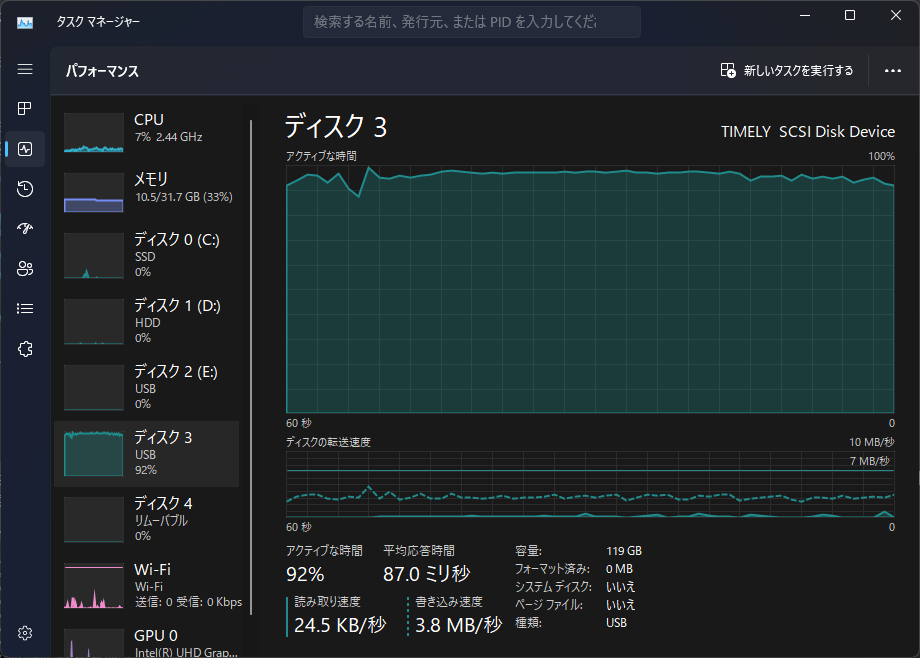 タスク マネージャー
検索する名前、発行元、または PID を入力してくだ
パフォーマンス
新しいタスクを実行する
CPU
7% 2.44 GHz
メモリ
10.5/31.7 GB (33%)
ディスク 0 (C:)
SSD
0%
ディスク 1 (D:)
HDD
0%
ディスク 2 (E:)
USB
0%
ディスク 3
USB
92%
ディスク 4
リムーバブル
0%
Wi-Fi
Wi-Fi
送信: 0 受信: 0 Kbps
GPU 0
Intel(R) UHD Grap...
ディスク 3
TIMELY SCSI Disk Device
アクティブな時間
100%
60 秒
0
ディスクの転送速度
10 MB/秒
7 MB/秒
60 秒
0
アクティブな時間
92%
平均応答時間
87.0 ミリ秒
読み取り速度
24.5 KB/秒
書き込み速度
3.8 MB/秒
容量: 119 GB
フォーマット済み: 0 MB
システム ディスク: いいえ
ページ ファイル: いいえ
種類: USB